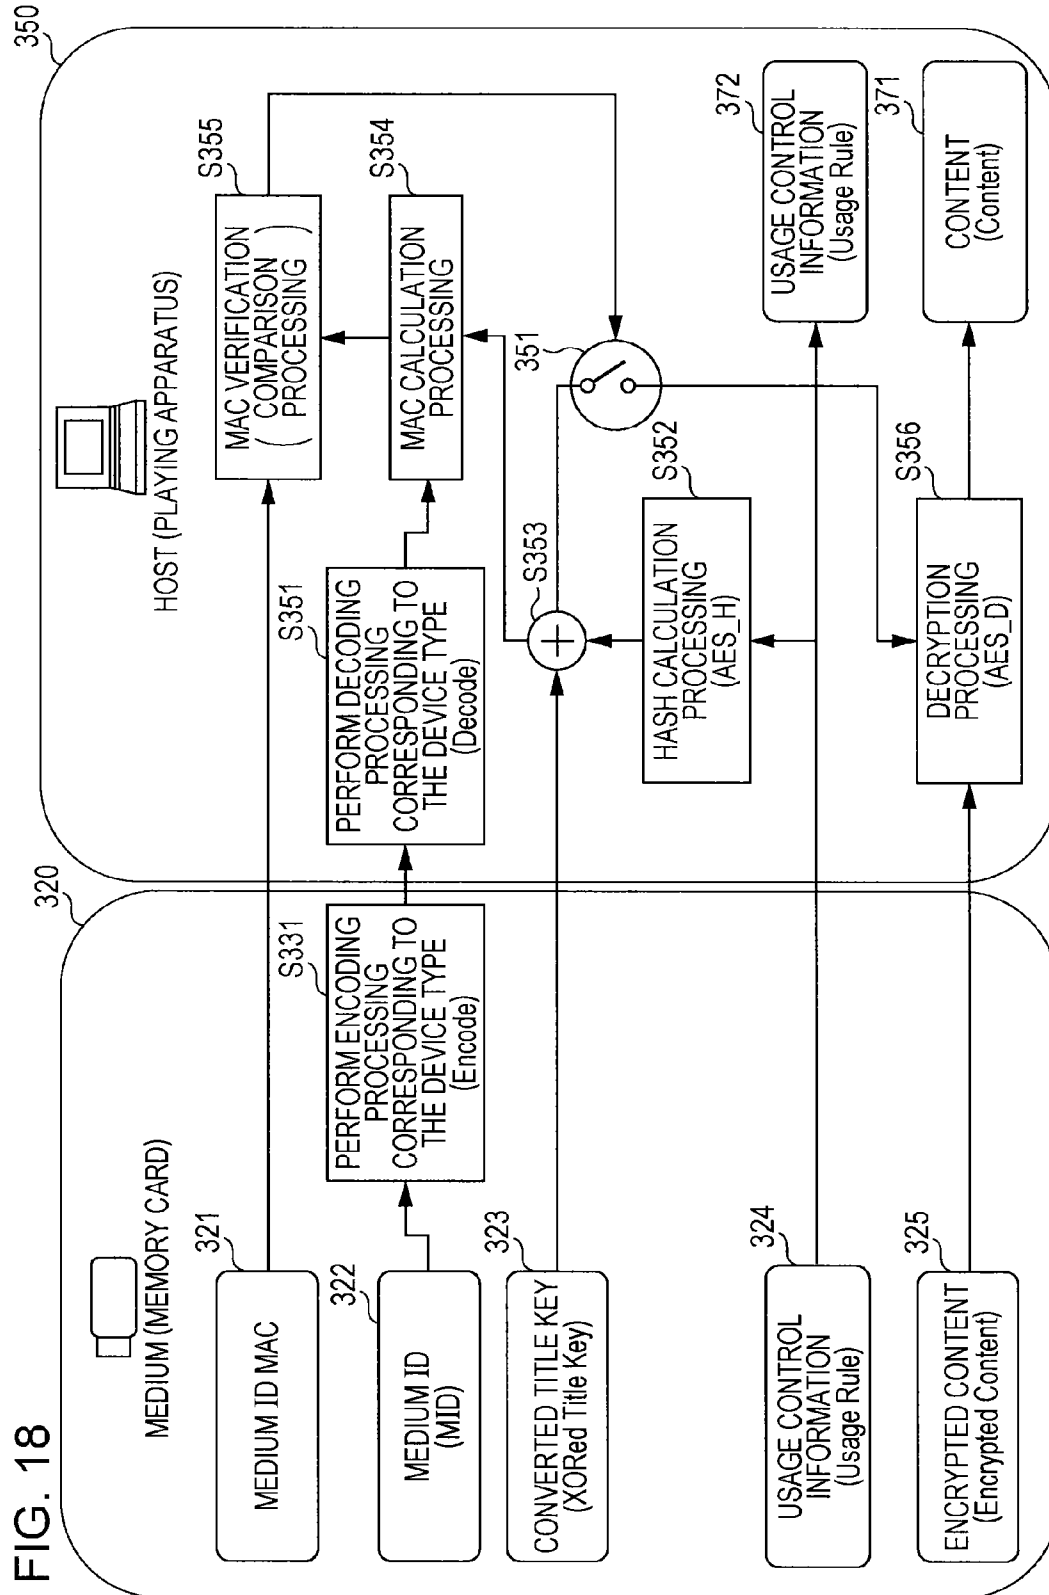 FIG. 18
MEDIUM (MEMORY CARD)
320
321
MEDIUM ID MAC
322
MEDIUM ID
(MID)
323
CONVERTED TITLE KEY
(XORed Title Key)
324
USAGE CONTROL
INFORMATION
(Usage Rule)
325
ENCRYPTED CONTENT
(Encrypted Content)
S331
PERFORM ENCODING
PROCESSING
CORRESPONDING TO
THE DEVICE TYPE
(Encode)
HOST (PLAYING APPARATUS)
350
S351
PERFORM DECODING
PROCESSING
CORRESPONDING TO
THE DEVICE TYPE
(Decode)
S355
MAC VERIFICATION
(COMPARISON
PROCESSING)
S354
MAC CALCULATION
PROCESSING
S353
351
S352
HASH CALCULATION
PROCESSING
(AES_H)
S356
DECRYPTION
PROCESSING
(AES_D)
372
USAGE CONTROL
INFORMATION
(Usage Rule)
371
CONTENT
(Content)